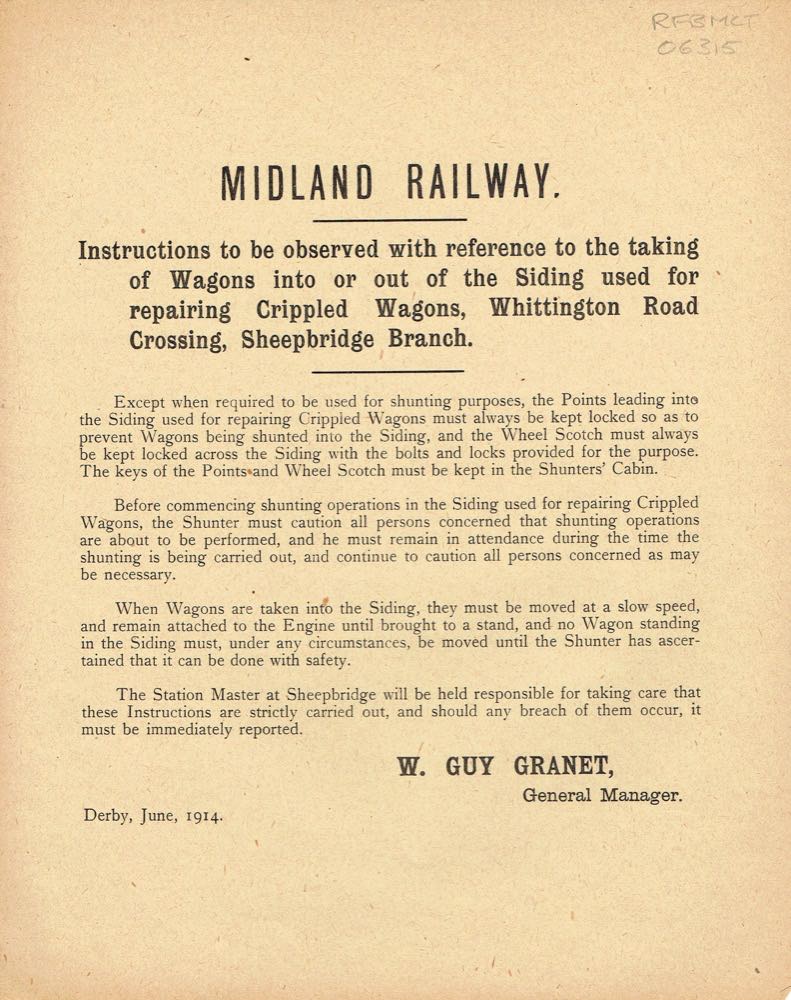 RFBMCT
06315
MIDLAND RAILWAY.
Instructions to be observed with reference to the taking
of Wagons into or out of the Siding used for
repairing Crippled Wagons, Whittington Road
Crossing, Sheepbridge Branch.
Except when required to be used for shunting purposes, the Points leading into
the Siding used for repairing Crippled Wagons must always be kept locked so as to
prevent Wagons being shunted into the Siding, and the Wheel Scotch must always
be kept locked across the Siding with the bolts and locks provided for the purpose.
The keys of the Points and Wheel Scotch must be kept in the Shunters' Cabin.
Before commencing shunting operations in the Siding used for repairing Crippled
Wagons, the Shunter must caution all persons concerned that shunting operations
are about to be performed, and he must remain in attendance during the time the
shunting is being carried out, and continue to caution all persons concerned as may
be necessary.
When Wagons are taken into the Siding, they must be moved at a slow speed,
and remain attached to the Engine until brought to a stand, and no Wagon standing
in the Siding must, under any circumstances, be moved until the Shunter has ascer-
tained that it can be done with safety.
The Station Master at Sheepbridge will be held responsible for taking care that
these Instructions are strictly carried out, and should any breach of them occur, it
must be immediately reported.
W. GUY GRANET,
General Manager.
Derby, June, 1914.